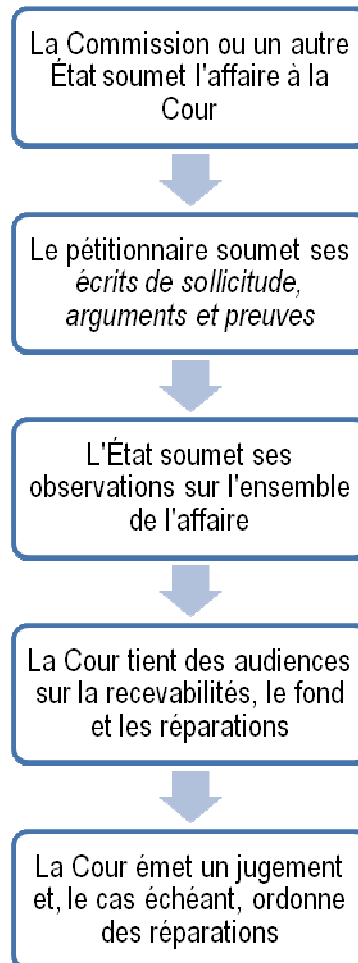 La Commission ou un autre
État soumet l'affaire à la
Cour
Le pétitionnaire soumet ses
écrits de sollicitude,
arguments et preuves
L'État soumet ses
observations sur l'ensemble
de l'affaire
La Cour tient des audiences
sur la recevabilités, le fond
et les réparations
La Cour émet un jugement
et, le cas échéant, ordonne
des réparations